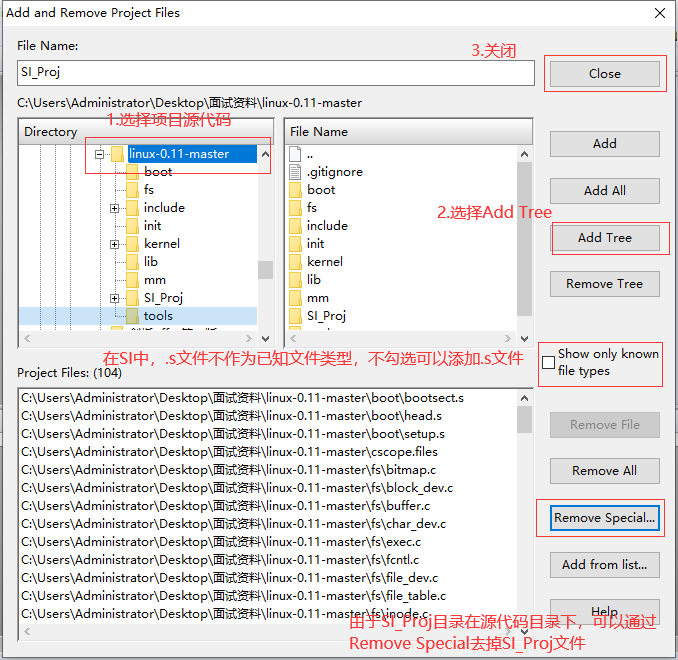 Add and Remove Project Files
File Name:
3.关闭
SI_Proj
Close
C:\Users\Administrator\Desktop\面试资料\linux-0.11-master
1.选择项目源代码
Directory
File Name
linux-0.11-master
boot
fs
include
init
kernel
lib
mm
SI_Proj
tools
..
.gitignore
boot
fs
include
init
kernel
lib
mm
SI_Proj
Add
Add All
2.选择Add Tree
Add Tree
Remove Tree
在SI中，.s文件不作为已知文件类型，不勾选可以添加.s文件
Show only known
file types
Project Files: (104)
C:\Users\Administrator\Desktop\面试资料\linux-0.11-master\boot\bootsect.s
C:\Users\Administrator\Desktop\面试资料\linux-0.11-master\boot\head.s
C:\Users\Administrator\Desktop\面试资料\linux-0.11-master\boot\setup.s
C:\Users\Administrator\Desktop\面试资料\linux-0.11-master\cscope.files
C:\Users\Administrator\Desktop\面试资料\linux-0.11-master\fs\bitmap.c
C:\Users\Administrator\Desktop\面试资料\linux-0.11-master\fs\block_dev.c
C:\Users\Administrator\Desktop\面试资料\linux-0.11-master\fs\buffer.c
C:\Users\Administrator\Desktop\面试资料\linux-0.11-master\fs\char_dev.c
C:\Users\Administrator\Desktop\面试资料\linux-0.11-master\fs\exec.c
C:\Users\Administrator\Desktop\面试资料\linux-0.11-master\fs\fcntl.c
C:\Users\Administrator\Desktop\面试资料\linux-0.11-master\fs\file_dev.c
C:\Users\Administrator\Desktop\面试资料\linux-0.11-master\fs\file_table.c
C:\Users\Administrator\Desktop\面试资料\linux-0.11-master\fs\inode.c
Remove File
Remove All
Remove Special...
Add from list...
Help
由于SI_Proj目录在源代码目录下，可以通过
Remove Special去掉SI_Proj文件